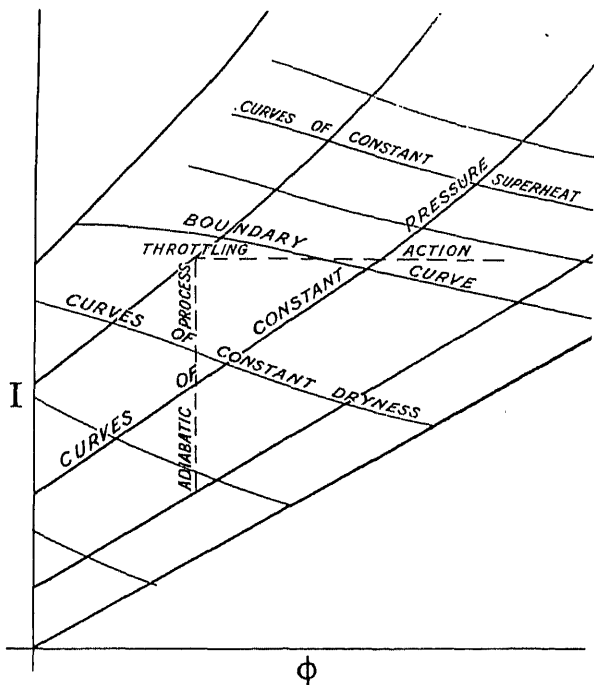 CURVES OF CONSTANT SUPERHEAT
BOUNDARY CURVE
THROTTLING ACTION
CURVES OF CONSTANT PRESSURE
CURVES OF CONSTANT DRYNESS
ADIABATIC PROCESS
I
Φ